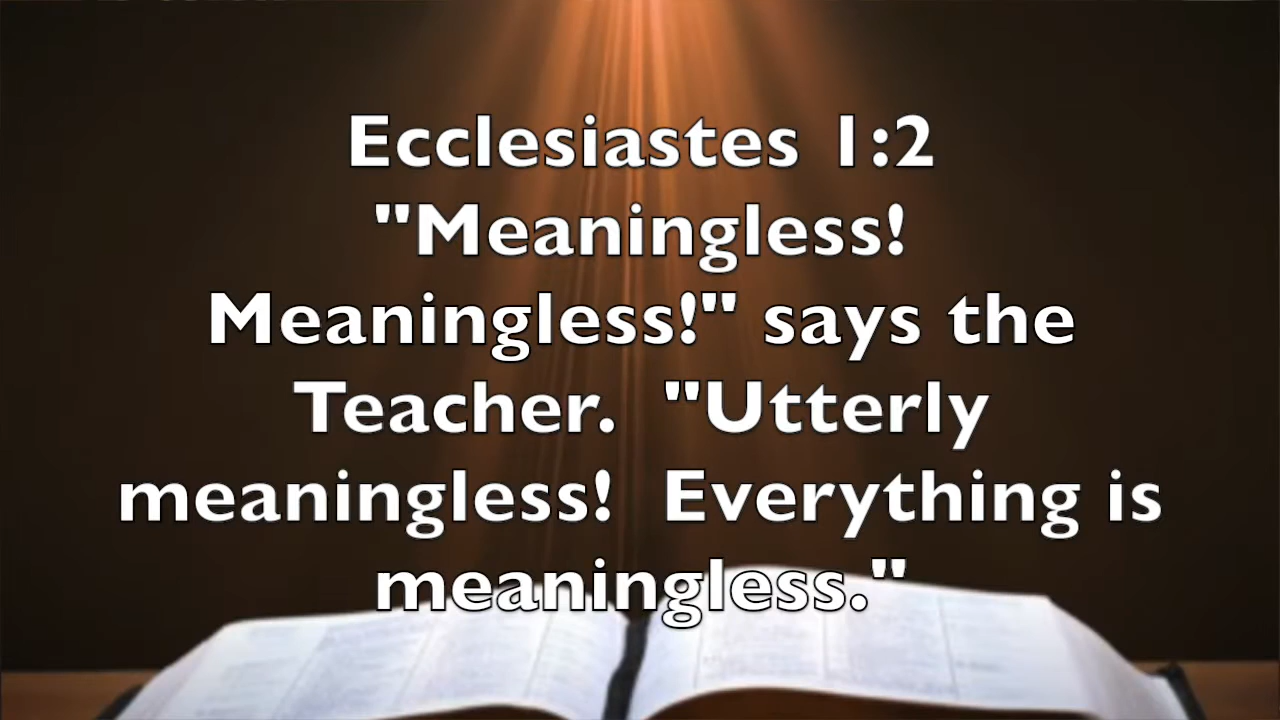 Ecclesiastes 1:2
"Meaningless!
Meaningless!" says the
Teacher.  "Utterly
meaningless!  Everything is
meaningless."